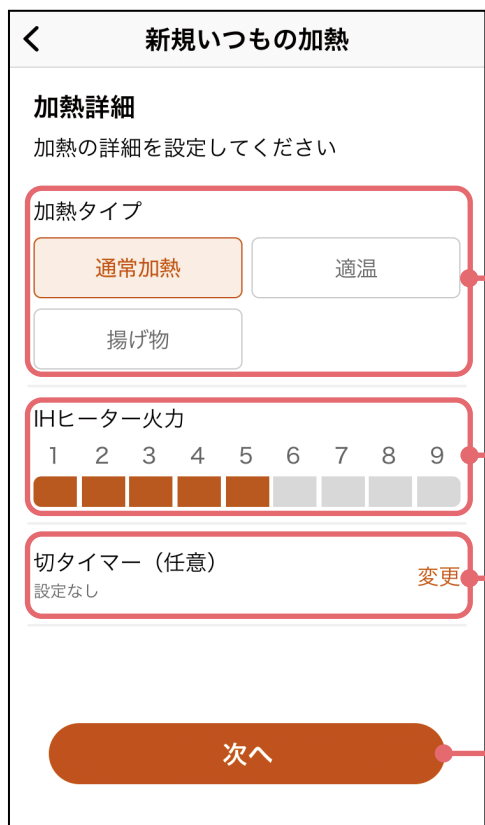 新規いつもの加熱
加熱詳細
加熱の詳細を設定してください
加熱タイプ
通常加熱 適温
揚げ物
IHヒーター火力
1 2 3 4 5 6 7 8 9
切タイマー（任意）
設定なし
変更
次へ